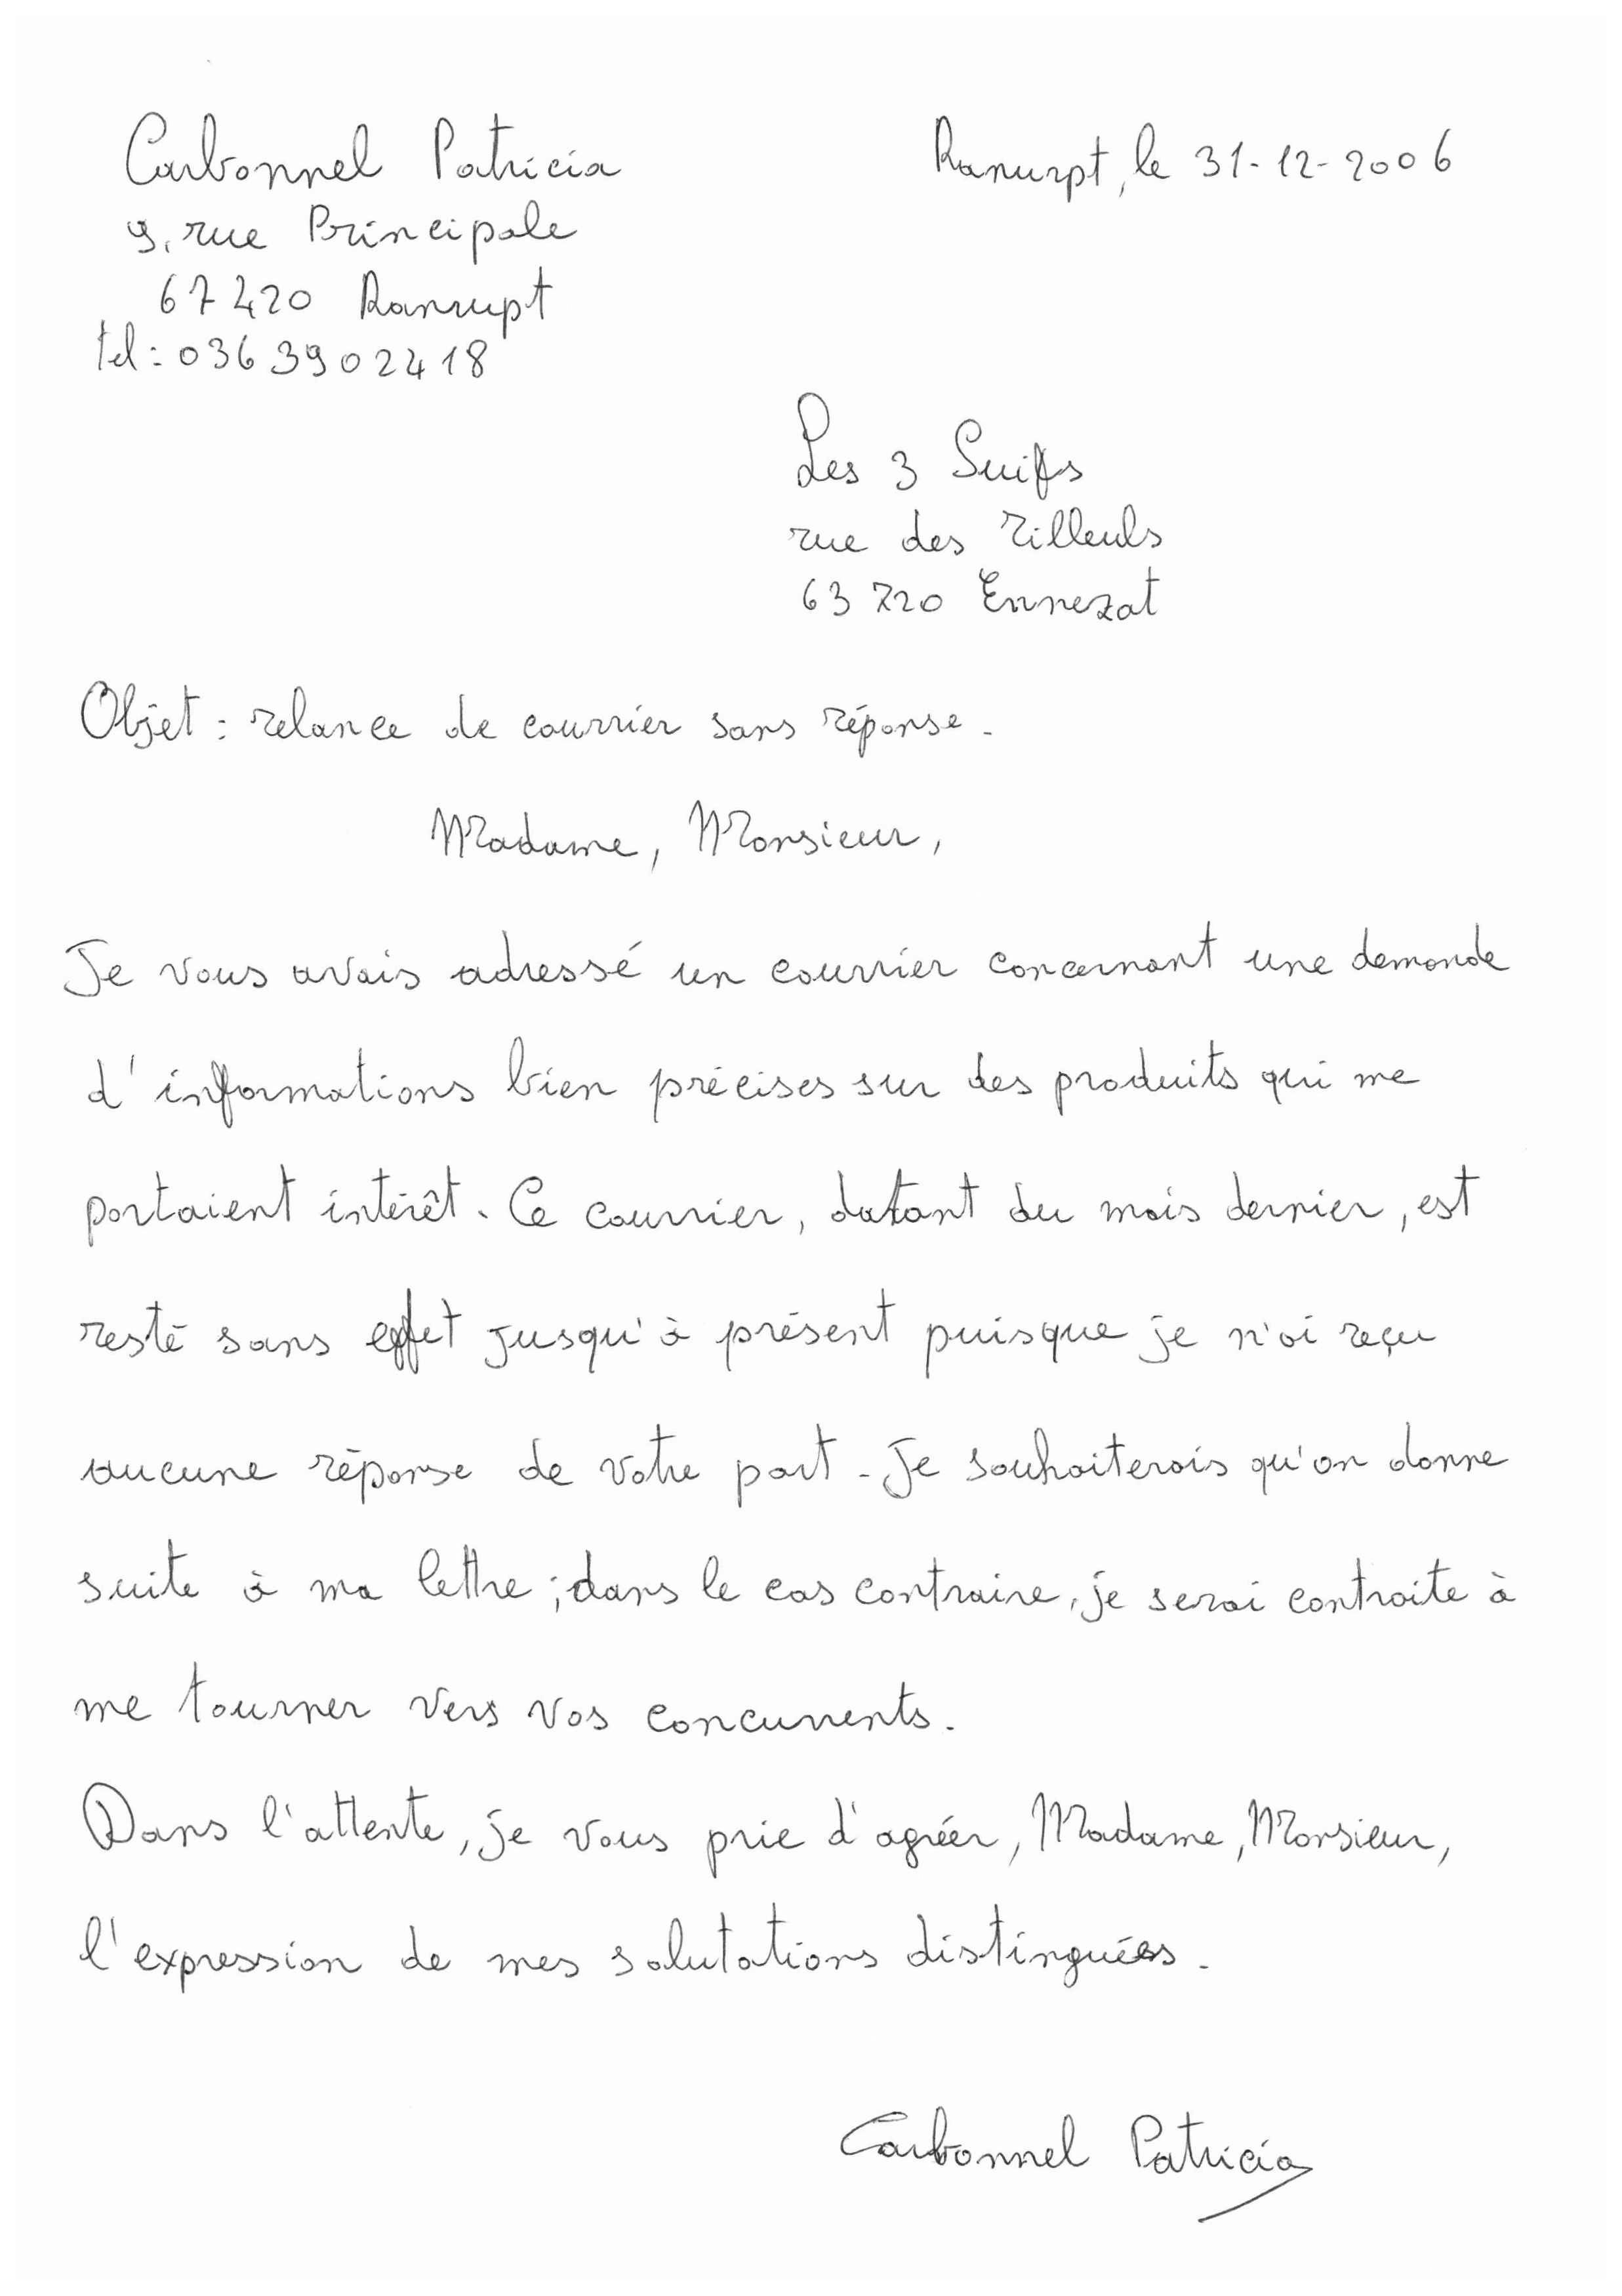 Carbonnel Patricia
Ranurpt, le 31-12-2006
9, rue Principale
67420 Ranrupt
tel : 0363902418
Les 3 Suifs
rue des Tilleuls
63720 Ennezat
Objet : relance de courrier sans réponse.
Madame, Monsieur,
Je vous avais adressé un courrier concernant une demande
d'informations bien précises sur des produits qui me
portaient intérêt. Ce courrier, datant du mois dernier, est
resté sans effet jusqu'à présent puisque je n'ai reçu
aucune réponse de votre part. Je souhaiterais qu'on donne
suite à ma lettre ; dans le cas contraire, je serai contraite à
me tourner vers vos concurrents.
Dans l'attente, je vous prie d'agréer, Madame, Monsieur,
l'expression de mes salutations distinguées.
Carbonnel Patricia